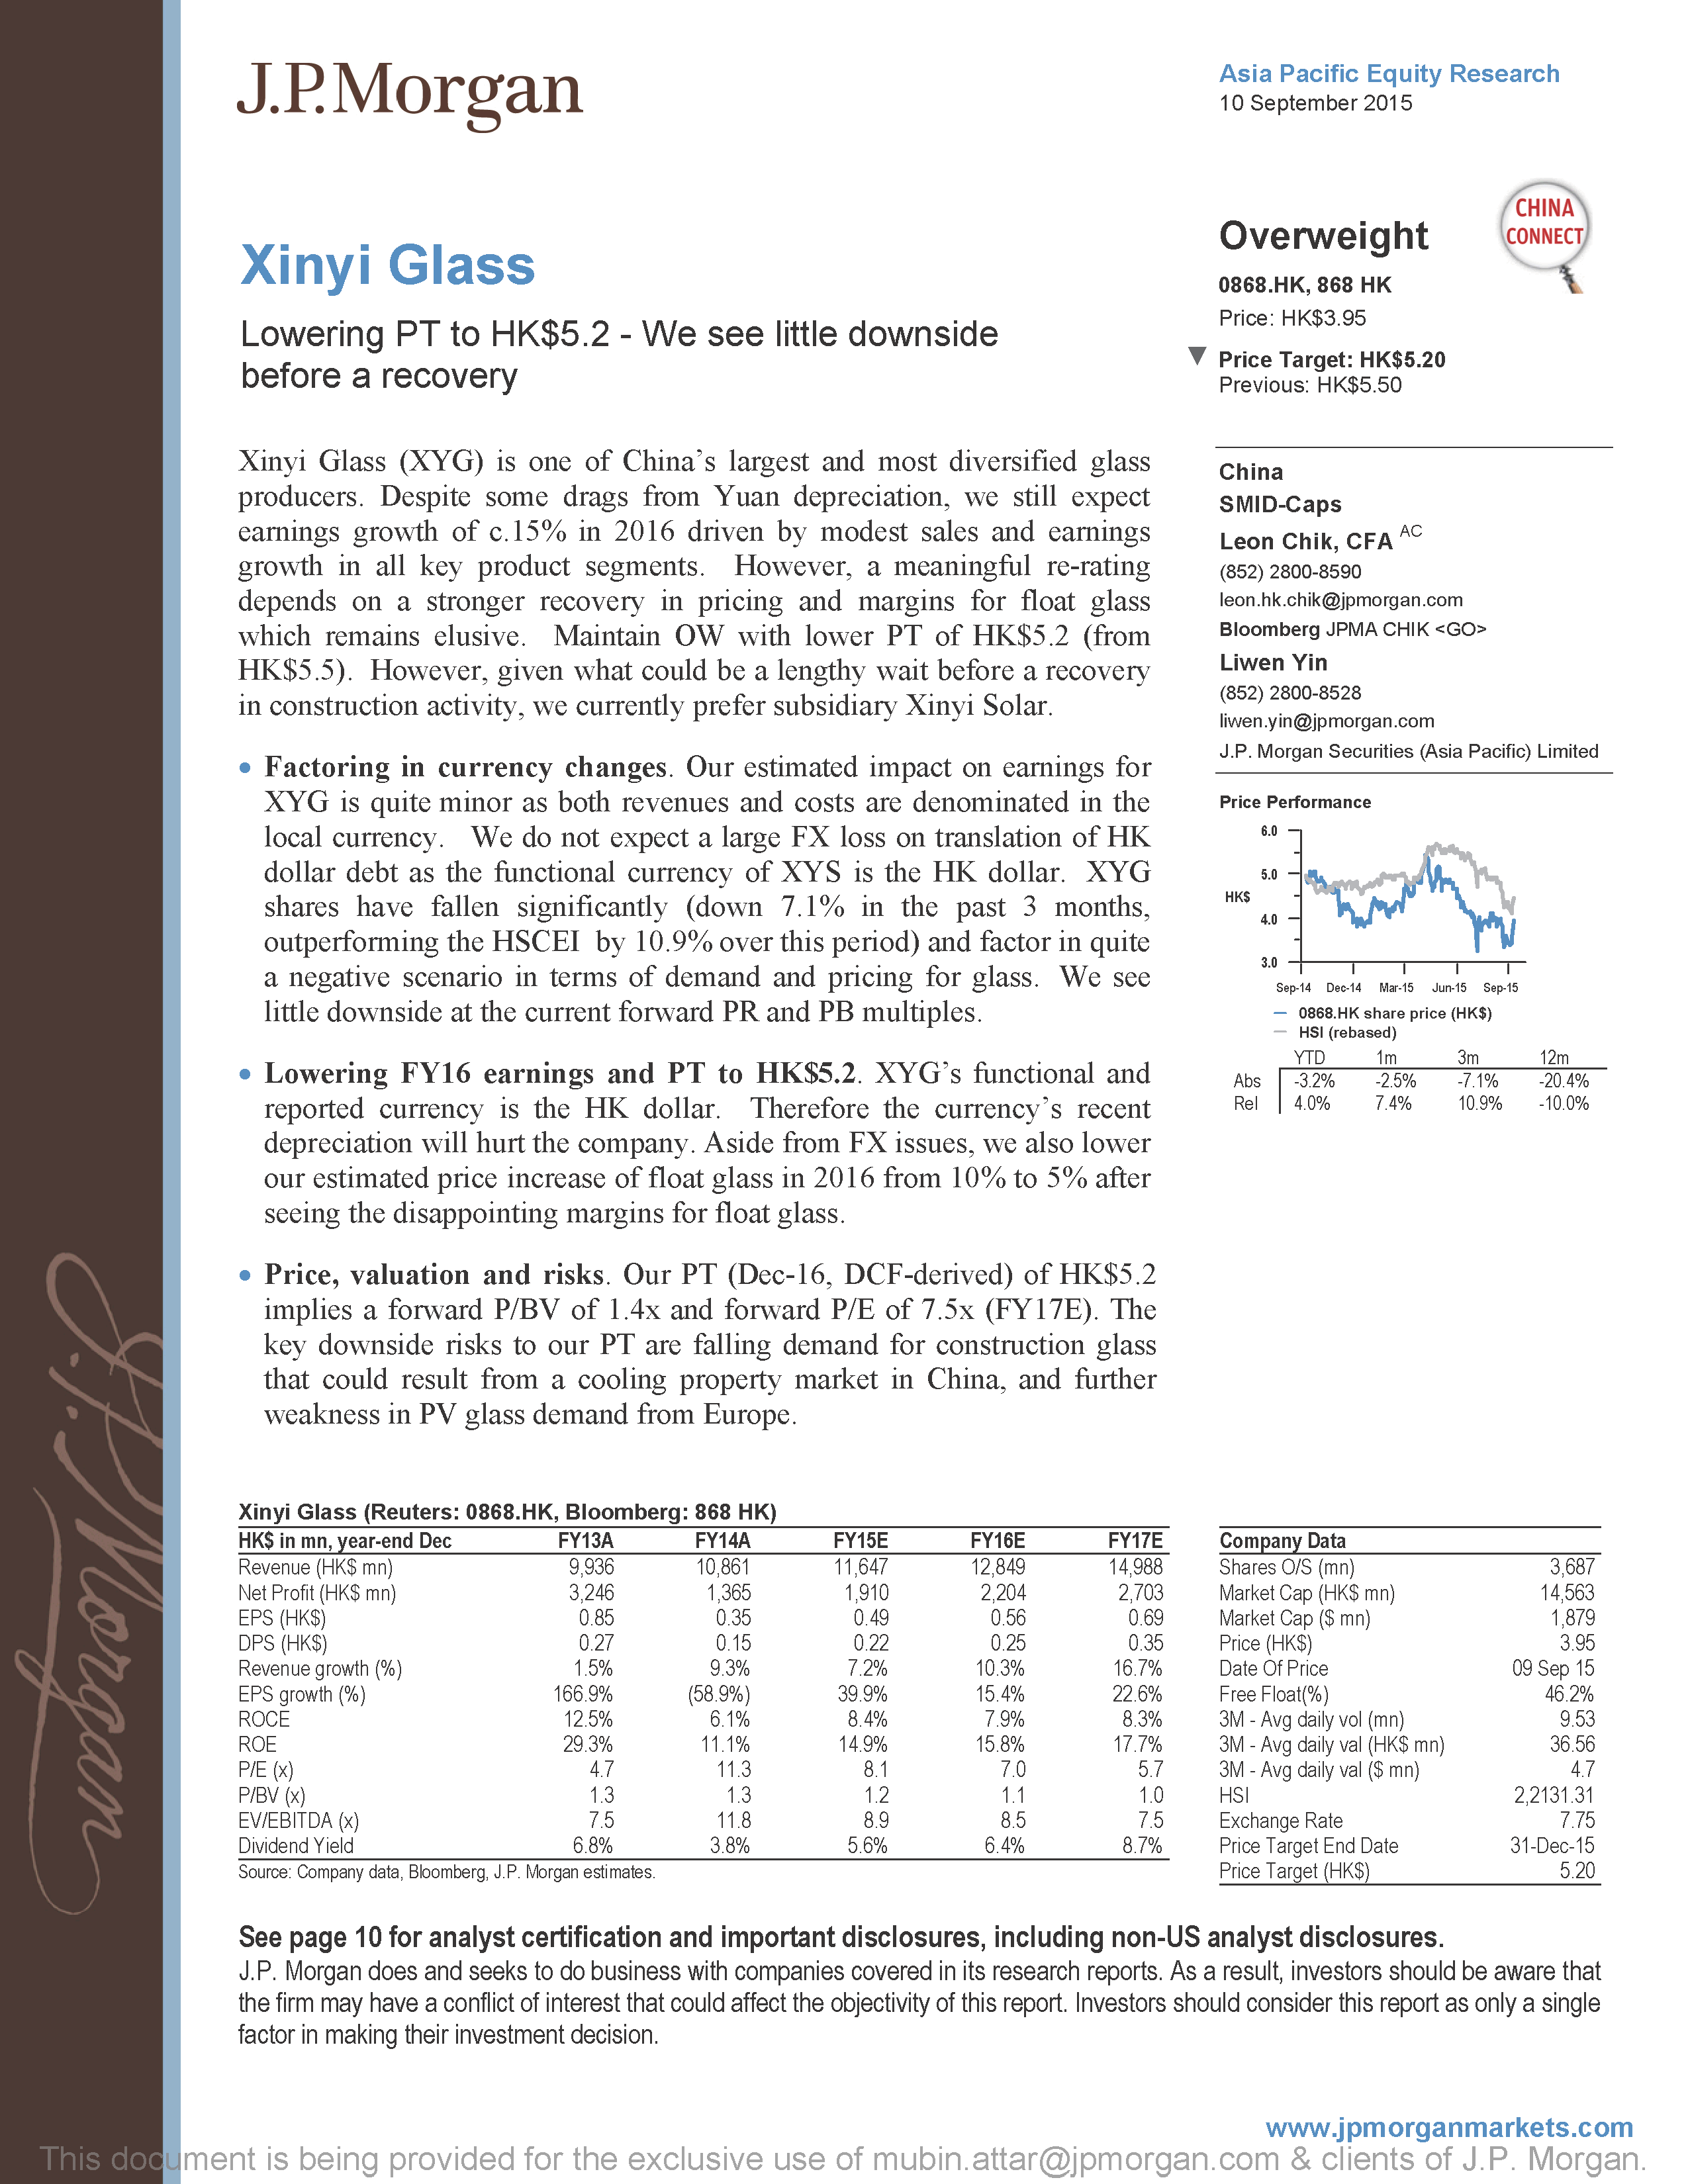 J.P.Morgan
Asia Pacific Equity Research
10 September 2015
Xinyi Glass
Lowering PT to HK$5.2 - We see little downside
before a recovery
Overweight
CHINA
CONNECT
0868.HK, 868 HK
Price: HK$3.95
▼ Price Target: HK$5.20
Previous: HK$5.50
Xinyi Glass (XYG) is one of China’s largest and most diversified glass
producers. Despite some drags from Yuan depreciation, we still expect
earnings growth of c.15% in 2016 driven by modest sales and earnings
growth in all key product segments. However, a meaningful re-rating
depends on a stronger recovery in pricing and margins for float glass
which remains elusive. Maintain OW with lower PT of HK$5.2 (from
HK$5.5). However, given what could be a lengthy wait before a recovery
in construction activity, we currently prefer subsidiary Xinyi Solar.
• Factoring in currency changes. Our estimated impact on earnings for
XYG is quite minor as both revenues and costs are denominated in the
local currency. We do not expect a large FX loss on translation of HK
dollar debt as the functional currency of XYS is the HK dollar. XYG
shares have fallen significantly (down 7.1% in the past 3 months,
outperforming the HSCEI by 10.9% over this period) and factor in quite
a negative scenario in terms of demand and pricing for glass. We see
little downside at the current forward PR and PB multiples.
• Lowering FY16 earnings and PT to HK$5.2. XYG’s functional and
reported currency is the HK dollar. Therefore the currency’s recent
depreciation will hurt the company. Aside from FX issues, we also lower
our estimated price increase of float glass in 2016 from 10% to 5% after
seeing the disappointing margins for float glass.
• Price, valuation and risks. Our PT (Dec-16, DCF-derived) of HK$5.2
implies a forward P/BV of 1.4x and forward P/E of 7.5x (FY17E). The
key downside risks to our PT are falling demand for construction glass
that could result from a cooling property market in China, and further
weakness in PV glass demand from Europe.
China
SMID-Caps
Leon Chik, CFA AC
(852) 2800-8590
leon.hk.chik@jpmorgan.com
Bloomberg JPMA CHIK <GO>
Liwen Yin
(852) 2800-8528
liwen.yin@jpmorgan.com
J.P. Morgan Securities (Asia Pacific) Limited
Price Performance
6.0
5.0
HK$
4.0
3.0
Sep-14 Dec-14 Mar-15 Jun-15 Sep-15
0868.HK share price (HK$)
HSI (rebased)
YTD 1m 3m 12m
Abs -3.2% -2.5% -7.1% -20.4%
Rel 4.0% 7.4% 10.9% -10.0%
J.P. Morgan
Xinyi Glass (Reuters: 0868.HK, Bloomberg: 868 HK)
HK$ in mn, year-end Dec FY13A FY14A FY15E FY16E FY17E
Revenue (HK$ mn) 9,936 10,861 11,647 12,849 14,988
Net Profit (HK$ mn) 3,246 1,365 1,910 2,204 2,703
EPS (HK$) 0.85 0.35 0.49 0.56 0.69
DPS (HK$) 0.27 0.15 0.22 0.25 0.35
Revenue growth (%) 1.5% 9.3% 7.2% 10.3% 16.7%
EPS growth (%) 166.9% (58.9%) 39.9% 15.4% 22.6%
ROCE 12.5% 6.1% 8.4% 7.9% 8.3%
ROE 29.3% 11.1% 14.9% 15.8% 17.7%
P/E (x) 4.7 11.3 8.1 7.0 5.7
P/BV (x) 1.3 1.3 1.2 1.1 1.0
EV/EBITDA (x) 7.5 11.8 8.9 8.5 7.5
Dividend Yield 6.8% 3.8% 5.6% 6.4% 8.7%
Source: Company data, Bloomberg, J.P. Morgan estimates.
Company Data
Shares O/S (mn) 3,687
Market Cap (HK$ mn) 14,563
Market Cap ($ mn) 1,879
Price (HK$) 3.95
Date Of Price 09 Sep 15
Free Float(%) 46.2%
3M - Avg daily vol (mn) 9.53
3M - Avg daily val (HK$ mn) 36.56
3M - Avg daily val ($ mn) 4.7
HSI 2,2131.31
Exchange Rate 7.75
Price Target End Date 31-Dec-15
Price Target (HK$) 5.20
See page 10 for analyst certification and important disclosures, including non-US analyst disclosures.
J.P. Morgan does and seeks to do business with companies covered in its research reports. As a result, investors should be aware that
the firm may have a conflict of interest that could affect the objectivity of this report. Investors should consider this report as only a single
factor in making their investment decision.
www.jpmorganmarkets.com
This document is being provided for the exclusive use of mubin.attar@jpmorgan.com & clients of J.P. Morgan.